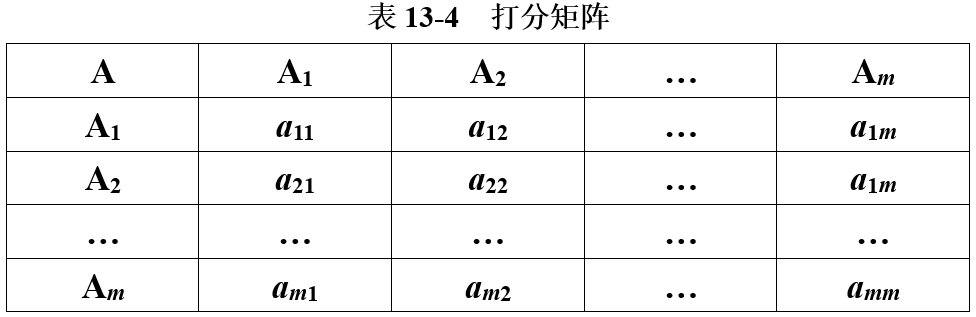 表 13-4 打分矩阵
A A1 A2 … Am
A1 a11 a12 … a1m
A2 a21 a22 … a1m
… … … … …
Am am1 am2 … amm